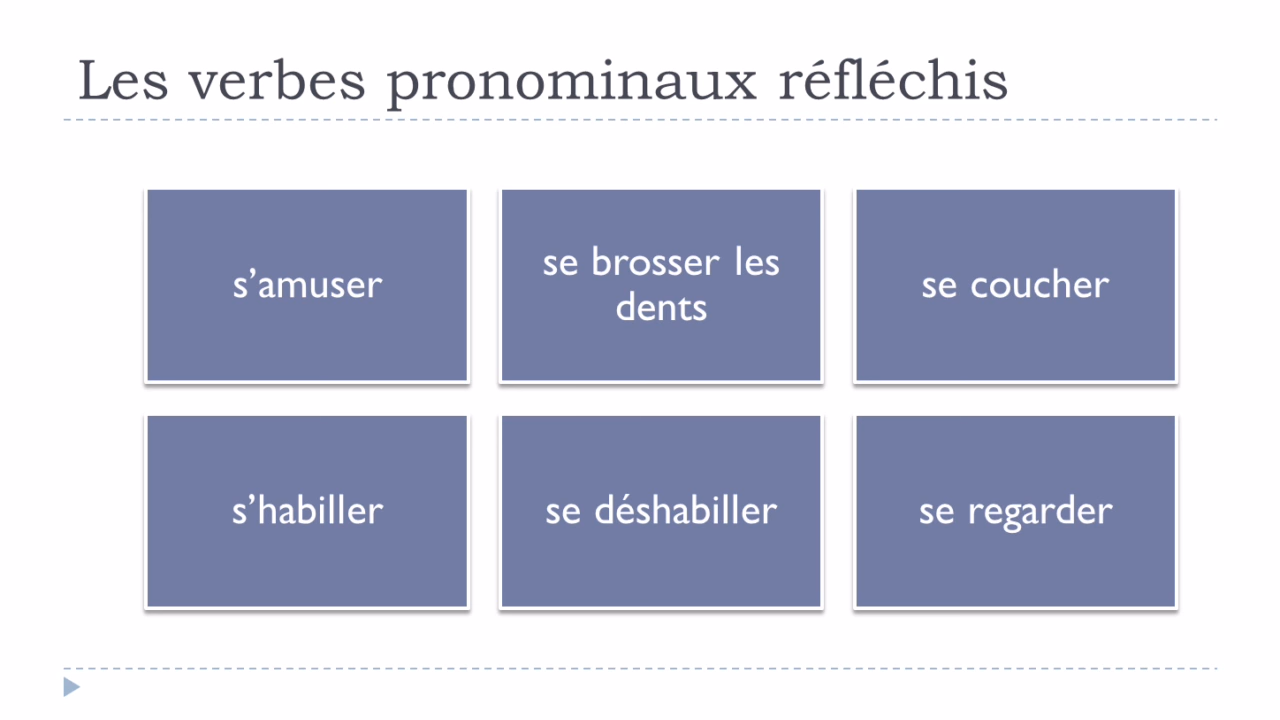 Les verbes pronominaux réfléchis
s’amuser
se brosser les
dents
se coucher
s’habiller
se déshabiller
se regarder